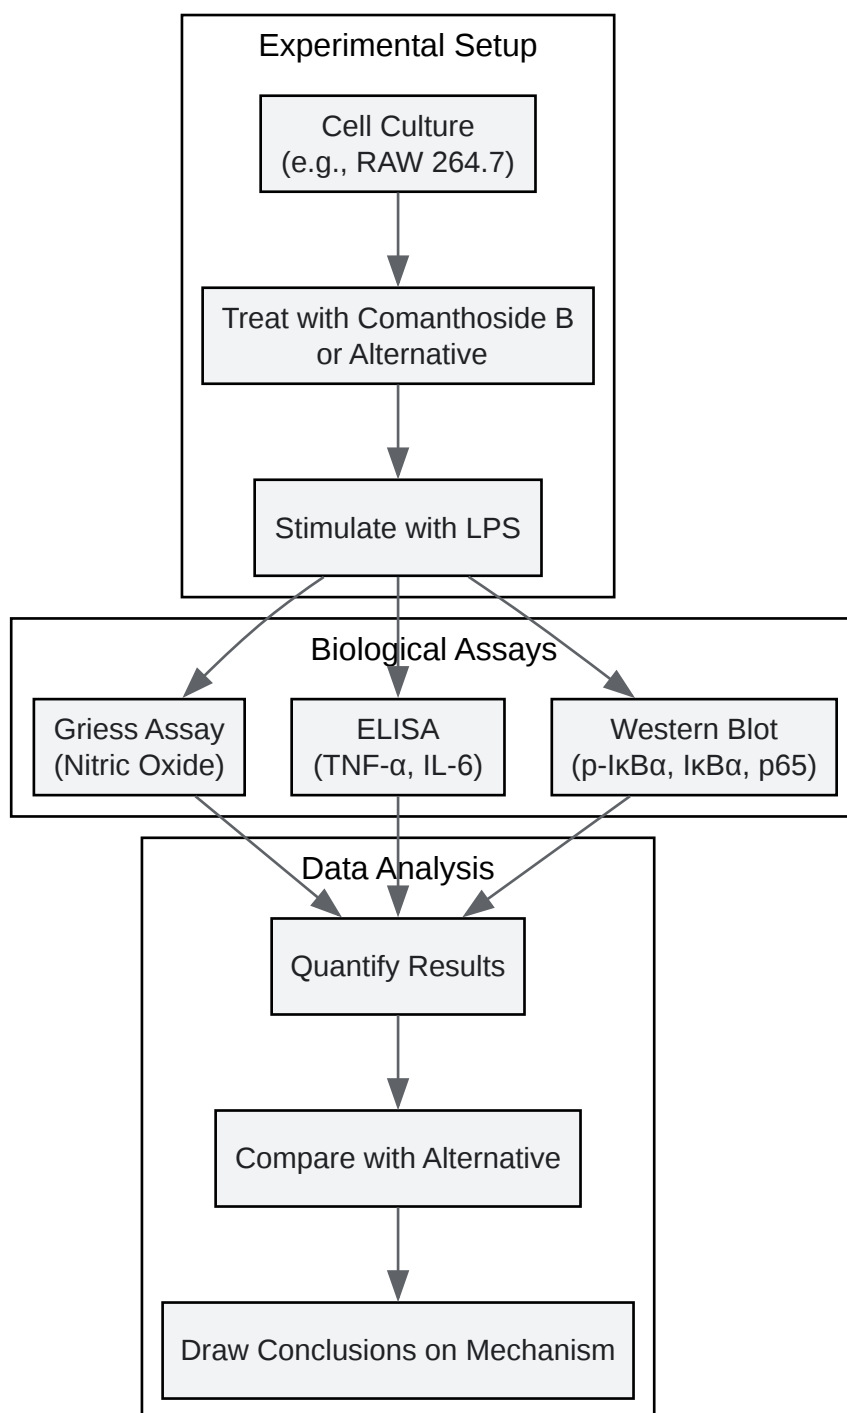 Experimental Setup
Cell Culture
(e.g., RAW 264.7)
Treat with Comanthoside B
or Alternative
Stimulate with LPS
Biological Assays
Griess Assay
(Nitric Oxide)
ELISA
(TNF-α, IL-6)
Western Blot
(p-IκBα, IκBα, p65)
Data Analysis
Quantify Results
Compare with Alternative
Draw Conclusions on Mechanism